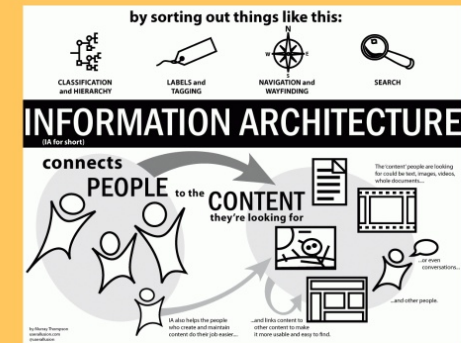 by sorting out things like this:
N
W E
S
CLASSIFICATION
and HIERARCHY
LABELS and
TAGGING
NAVIGATION and
WAYFINDING
SEARCH
INFORMATION ARCHITECTURE
(IA for short)
connects
PEOPLE to the CONTENT
they're looking for
The 'content' people are looking
for could be text, images, videos,
whole documents...
...or even
conversations...
...and other people.
IA also helps the people
who create and maintain
content do their job easier...
...and links content to
other content to make
it more usable and easy to find.
by Murray Thompson